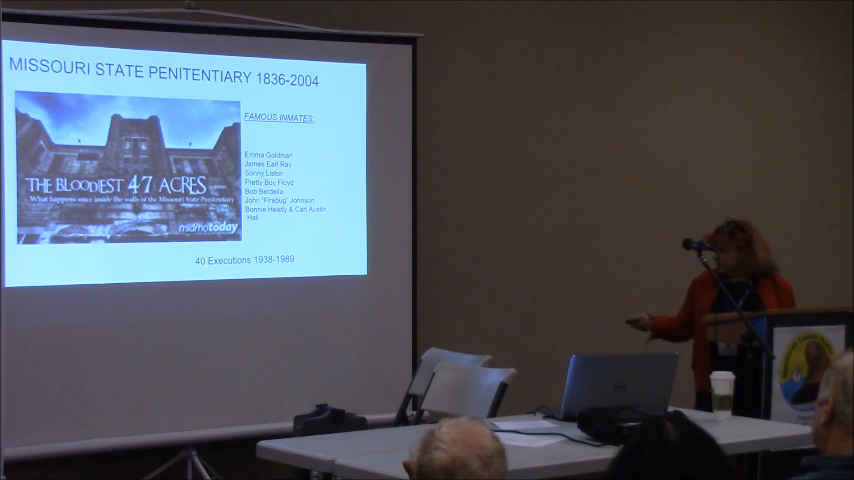 MISSOURI STATE PENITENTIARY 1836-2004
FAMOUS INMATES:
Emma Goldman
James Earl Ray
Sonny Liston
Pretty Boy Floyd
Bob Berdella
John "Firebug" Johnson
Bonnie Heady & Carl Austin
Hall
THE BLOODIEST 47 ACRES
What happens once inside the walls of the Missouri State Penitentiary
midmotoday
40 Executions 1938-1989
DELL